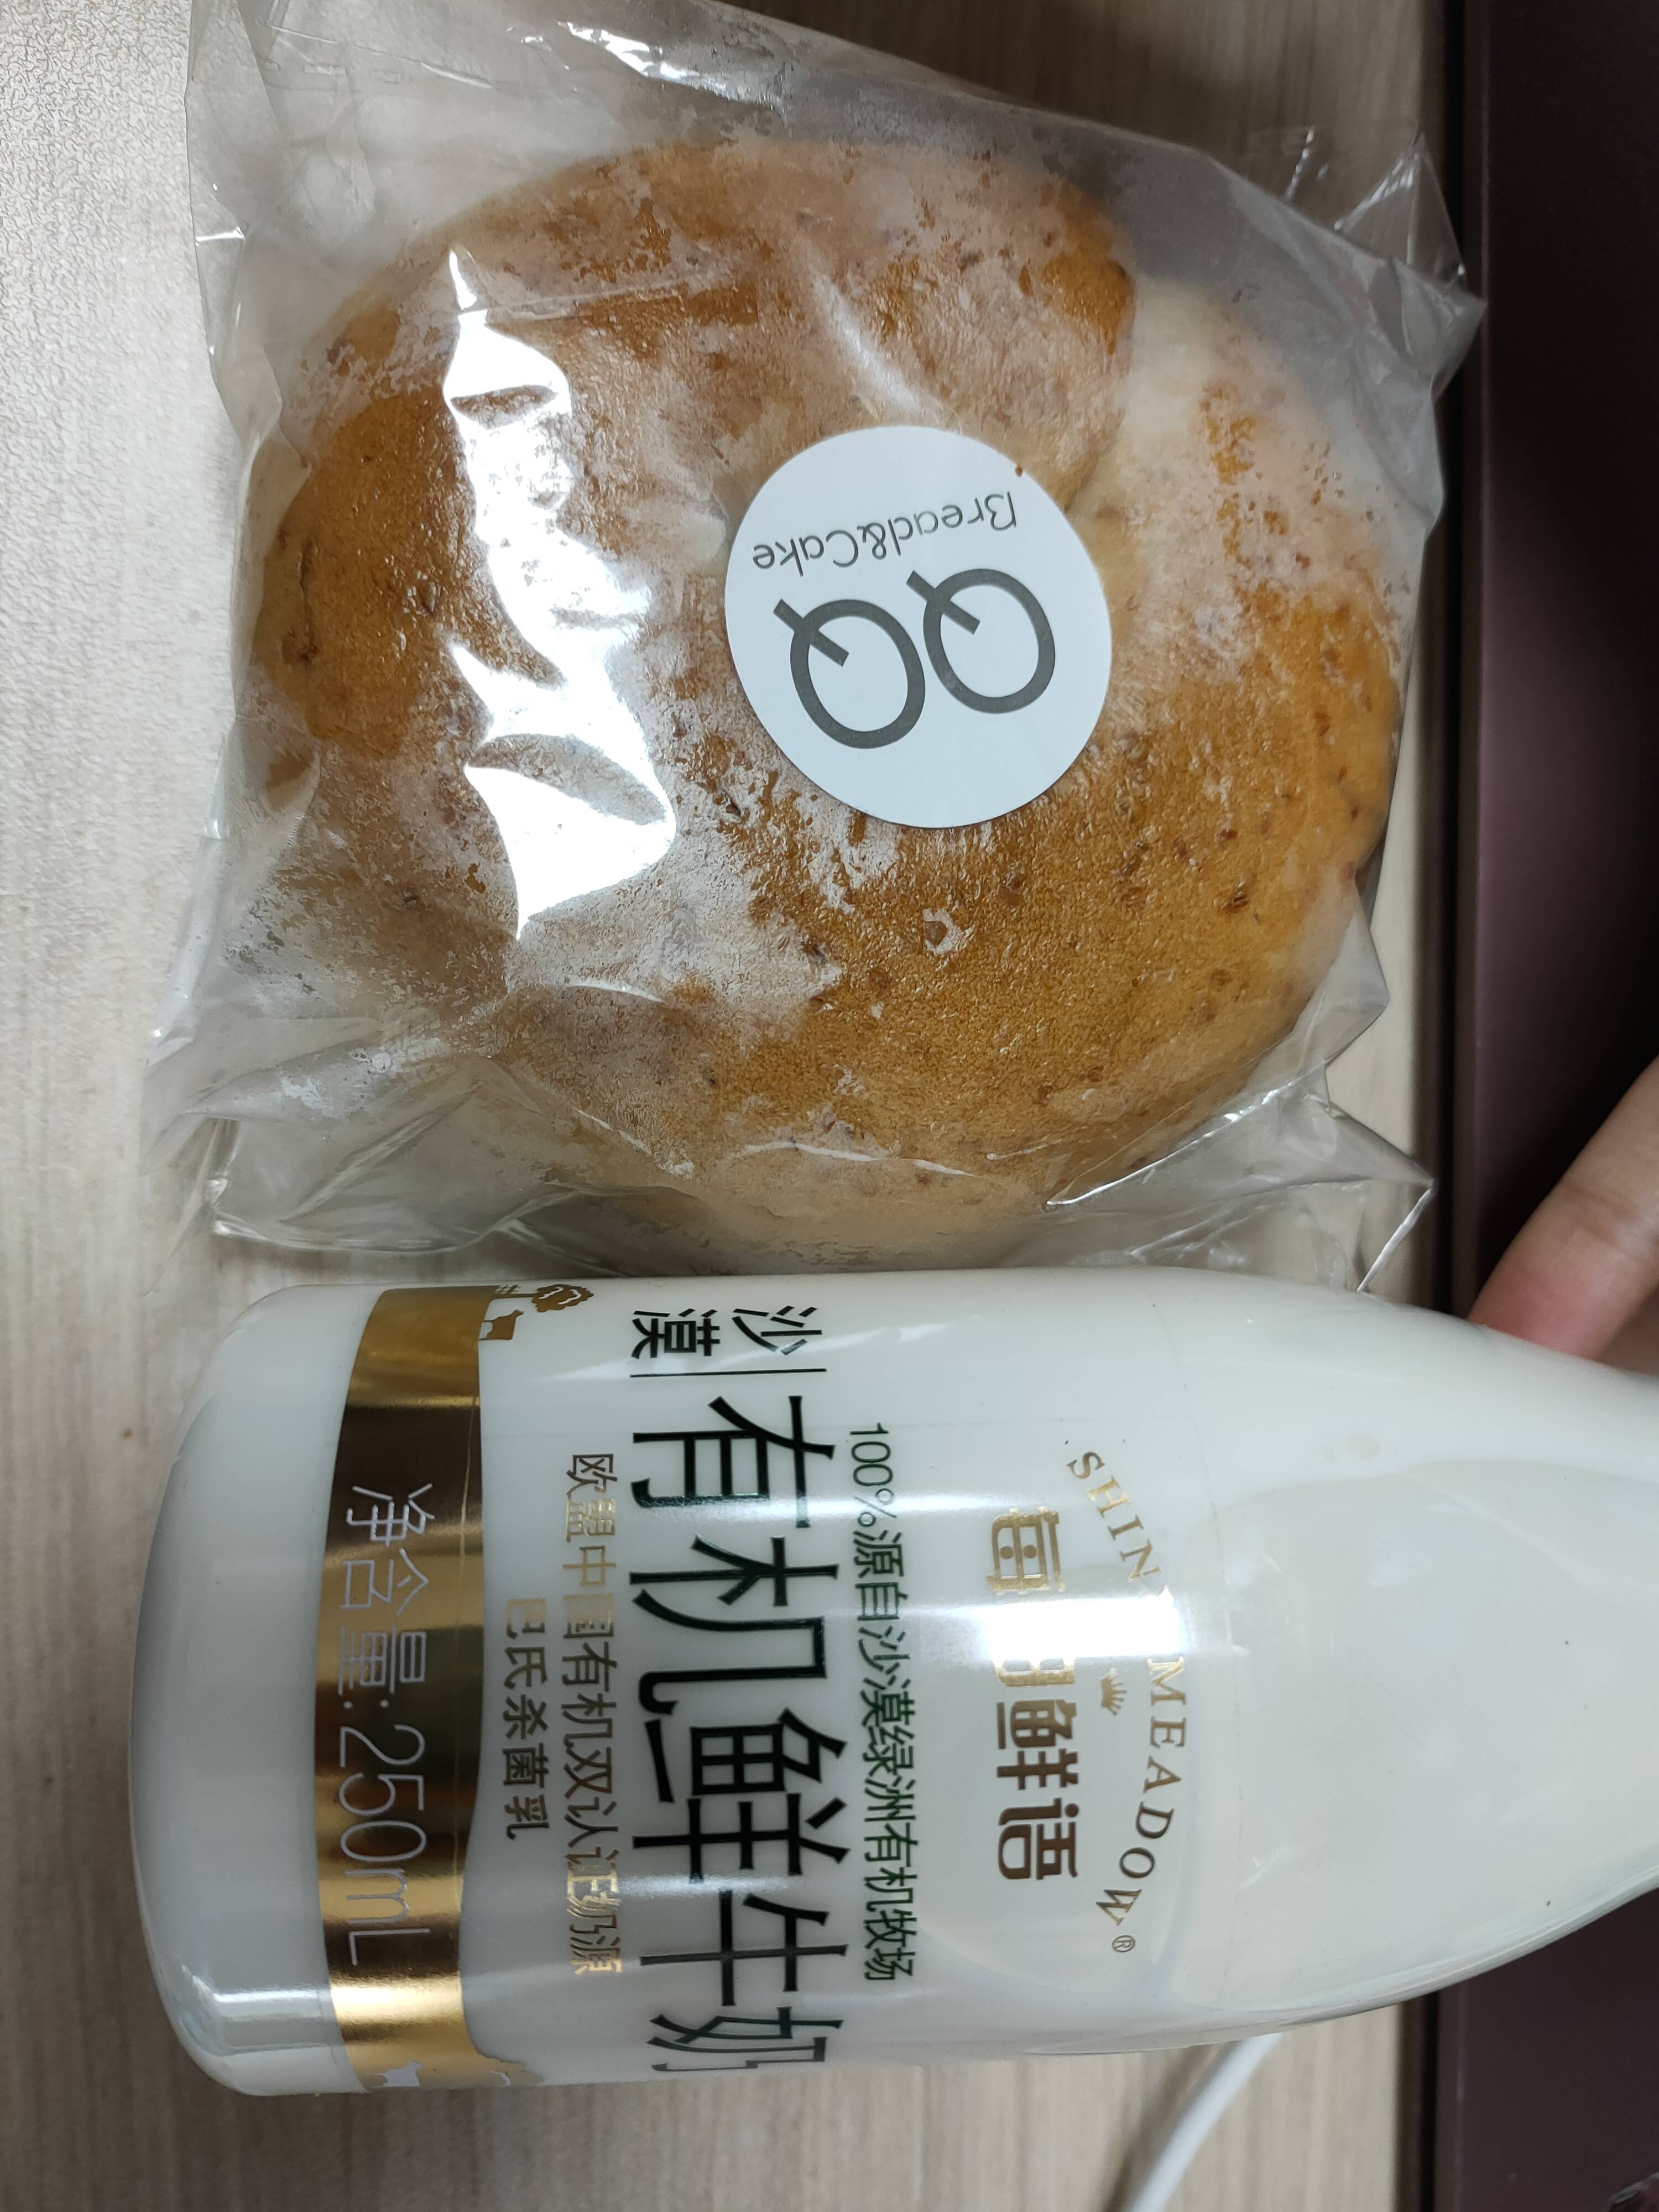 QQ
Bread&Cake
SHINY MEADOW®
每日鲜语
100%源自沙漠绿洲有机牧场
沙漠
有机鲜牛奶
欧盟中国有机双认证奶源
巴氏杀菌乳
净含量:250mL